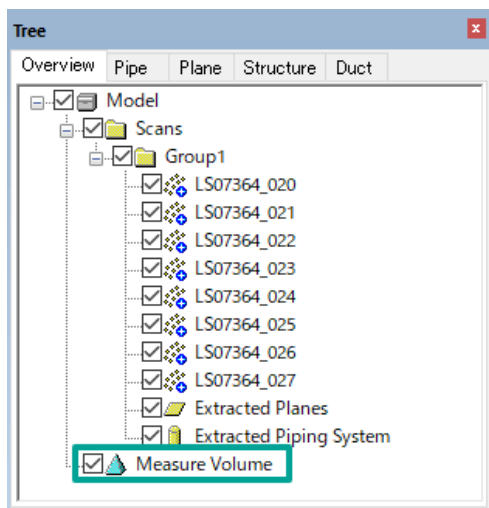 Tree
Overview Pipe Plane Structure Duct
Model
Scans
Group1
LS07364_020
LS07364_021
LS07364_022
LS07364_023
LS07364_024
LS07364_025
LS07364_026
LS07364_027
Extracted Planes
Extracted Piping System
Measure Volume